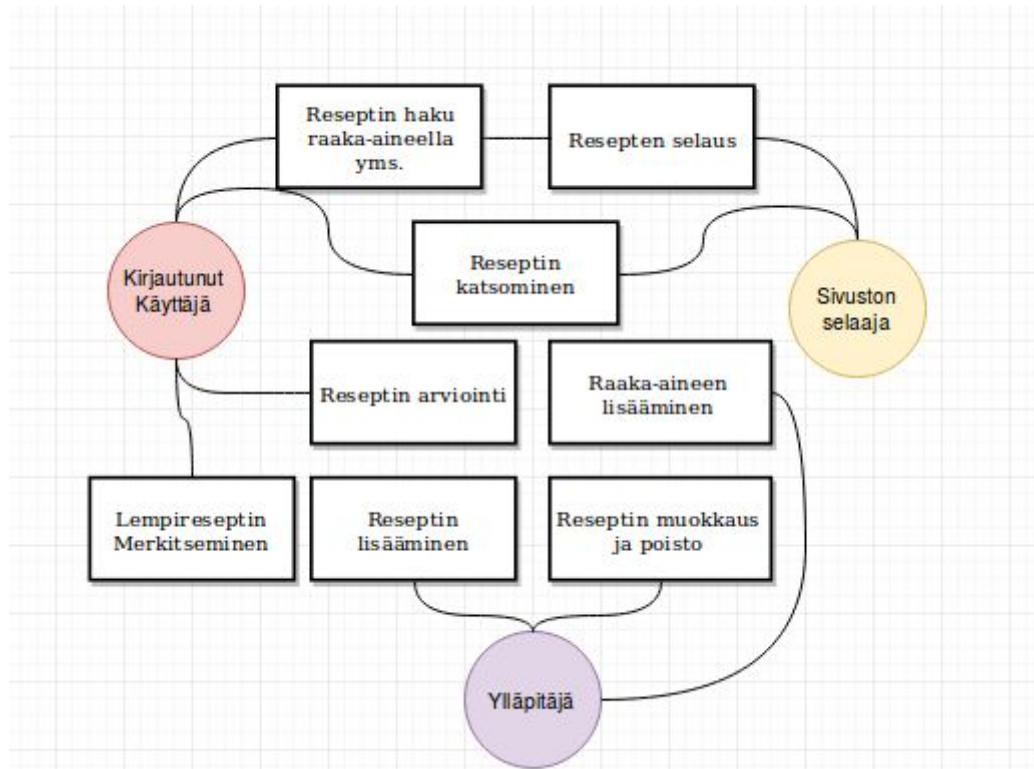 Reseptin haku
raaka-aineella
yms.
Resepten selaus
Reseptin
katsominen
Kirjautunut
Käyttäjä
Sivuston
selaaja
Reseptin arviointi
Raaka-aineen
lisääminen
Lempireseptin
Merkitseminen
Reseptin
lisääminen
Reseptin muokkaus
ja poisto
Ylläpitäjä